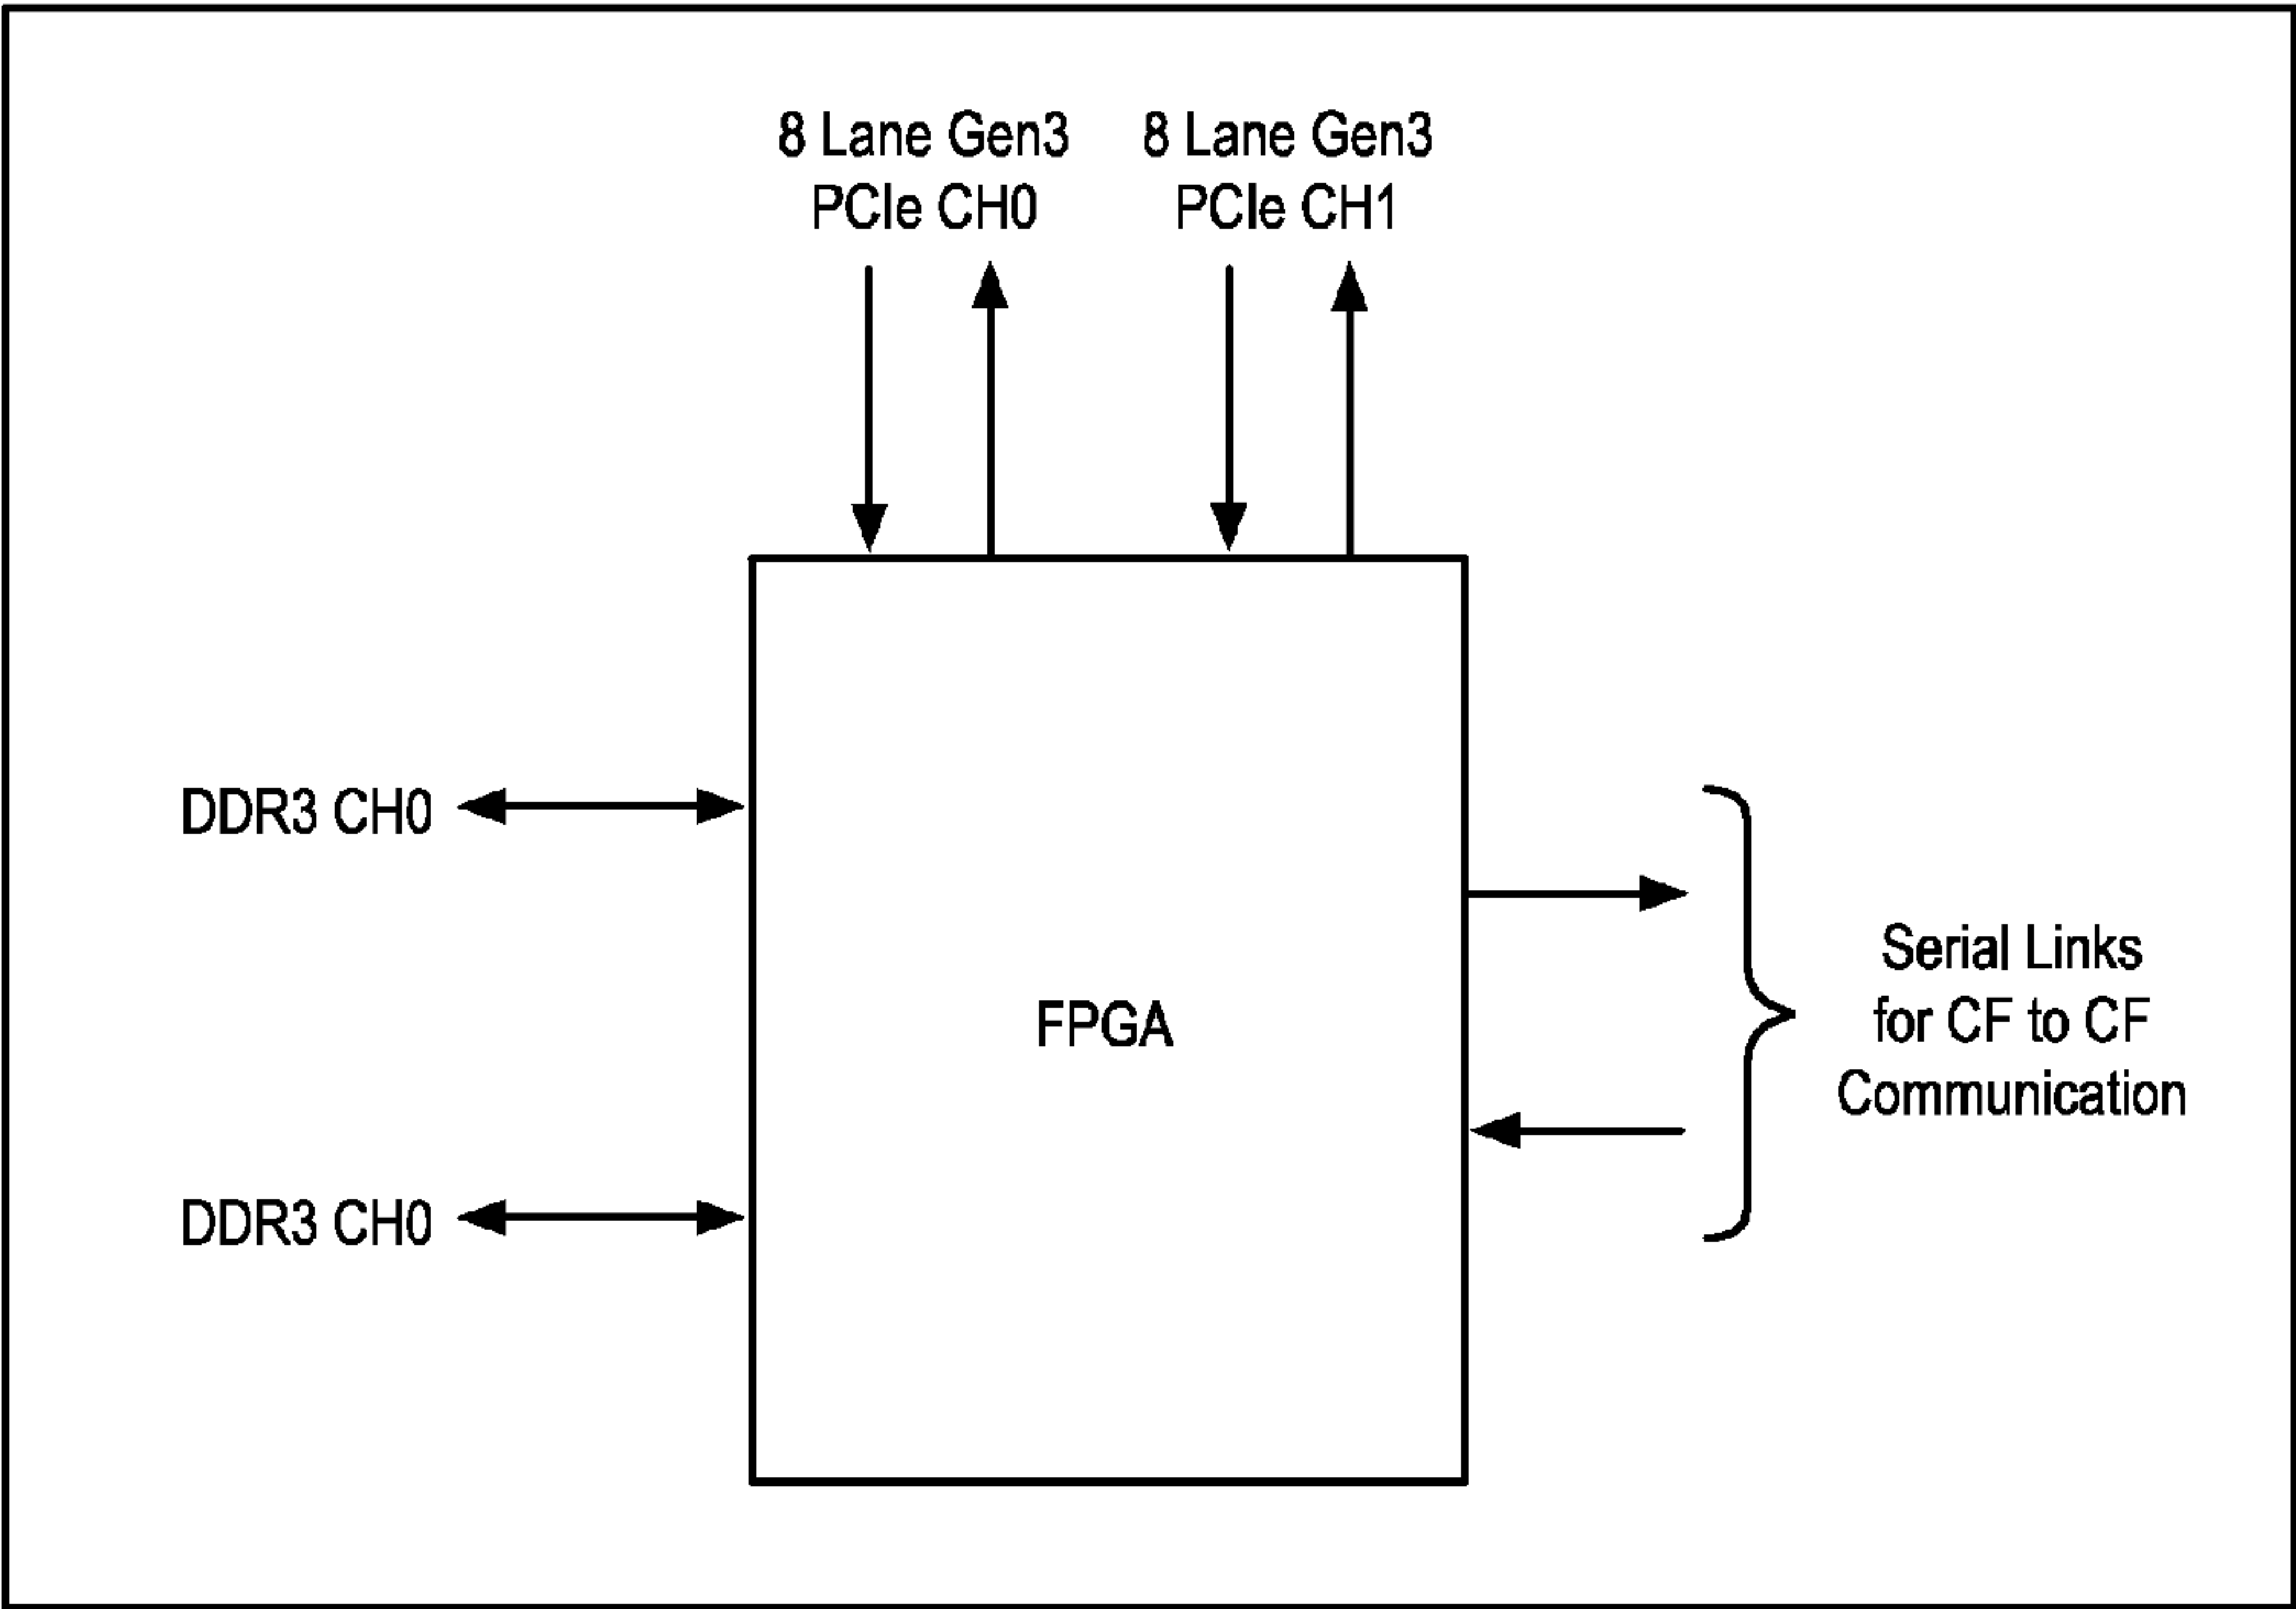 8 Lane Gen3
PCIe CH0
8 Lane Gen3
PCIe CH1
DDR3 CH0
FPGA
Serial Links
for CF to CF
Communication
DDR3 CH0